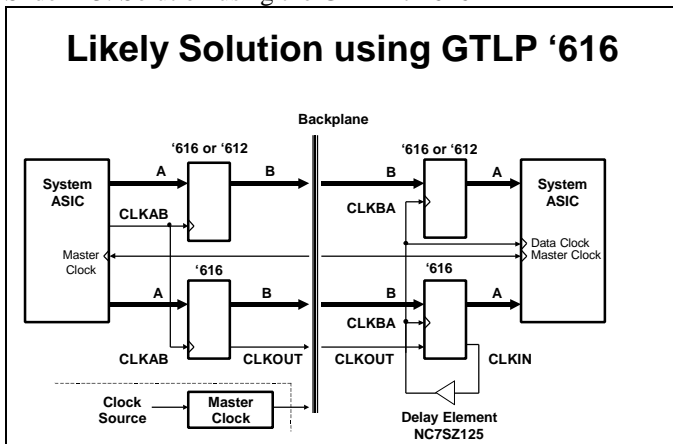 Likely Solution using GTLP ‘616
Backplane
‘616 or ‘612
‘616 or ‘612
A
B
B
A
System
ASIC
System
ASIC
CLKAB
CLKBA
Master
Clock
Data Clock
Master Clock
‘616
‘616
A
B
B
A
CLKBA
CLKAB
CLKOUT
CLKOUT
CLKIN
Clock
Source
Master
Clock
Delay Element
NC7SZ125